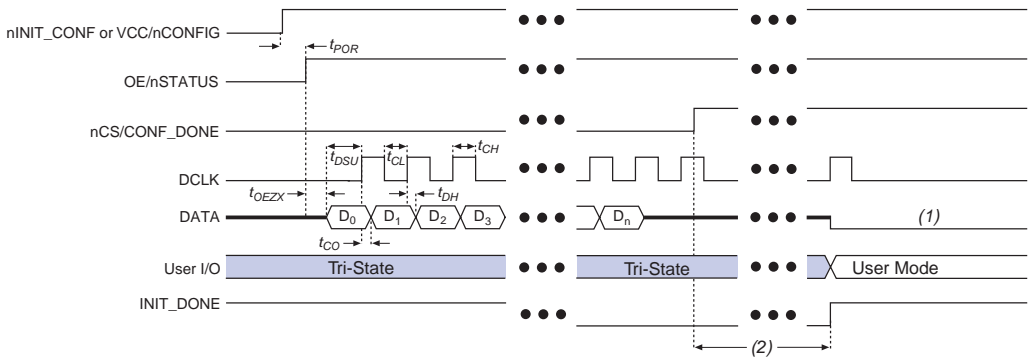 nINIT_CONF or VCC/nCONFIG
tPOR
OE/nSTATUS
nCS/CONF_DONE
tDSU
tCL
tCH
DCLK
tOEZX
tDH
DATA
D0
D1
D2
D3
Dn
(1)
tCO
User I/O
Tri-State
Tri-State
User Mode
INIT_DONE
(2)